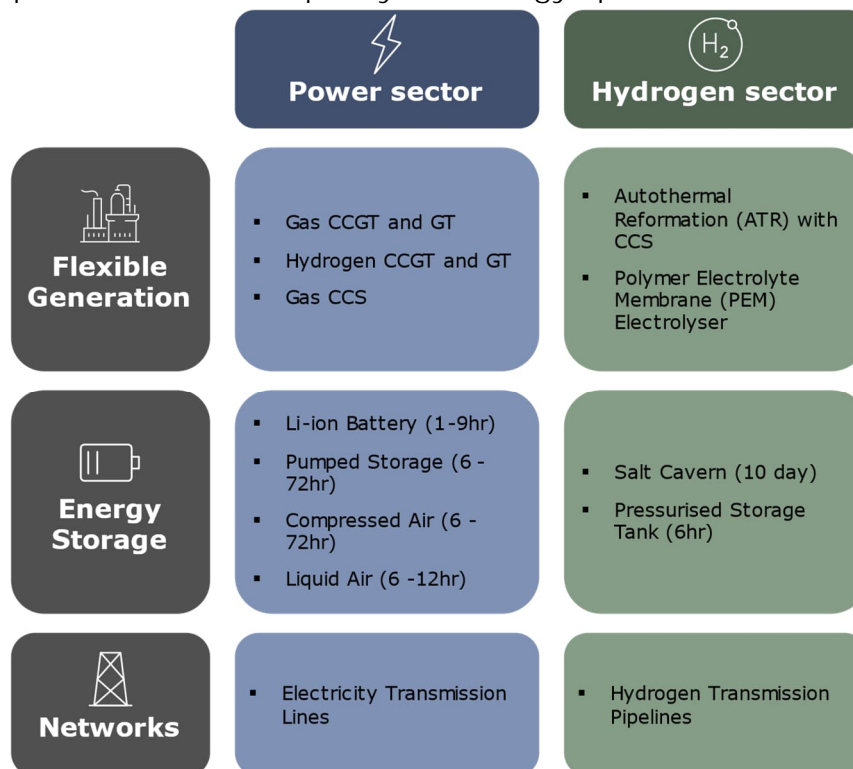 Power sector
H₂
Hydrogen sector
Flexible
Generation
▪ Gas CCGT and GT
▪ Hydrogen CCGT and GT
▪ Gas CCS
▪ Autothermal
Reformation (ATR) with
CCS
▪ Polymer Electrolyte
Membrane (PEM)
Electrolyser
Energy
Storage
▪ Li-ion Battery (1-9hr)
▪ Pumped Storage (6 -
72hr)
▪ Compressed Air (6 -
72hr)
▪ Liquid Air (6 -12hr)
▪ Salt Cavern (10 day)
▪ Pressurised Storage
Tank (6hr)
Networks
▪ Electricity Transmission
Lines
▪ Hydrogen Transmission
Pipelines